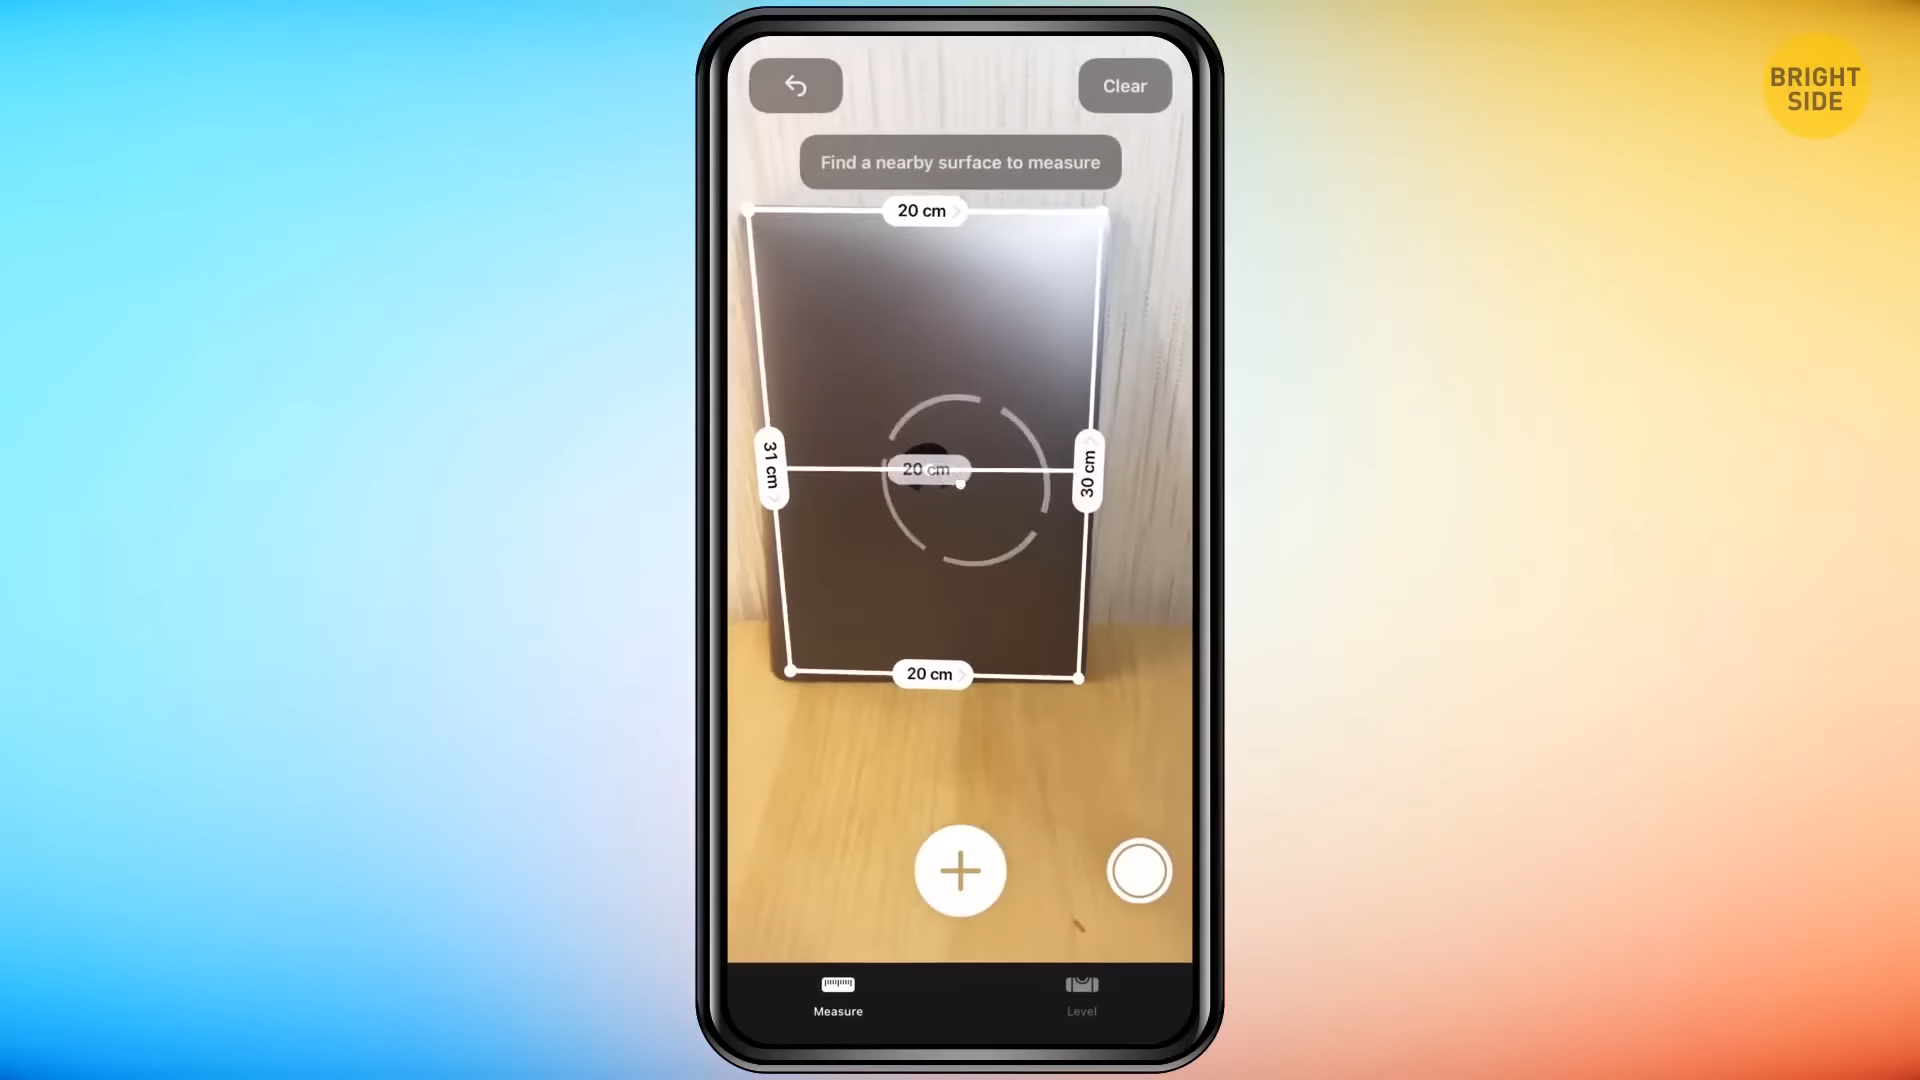 BRIGHT
SIDE
Clear
Find a nearby surface to measure
20 cm
31 cm
20 cm
30 cm
20 cm
Measure
Level